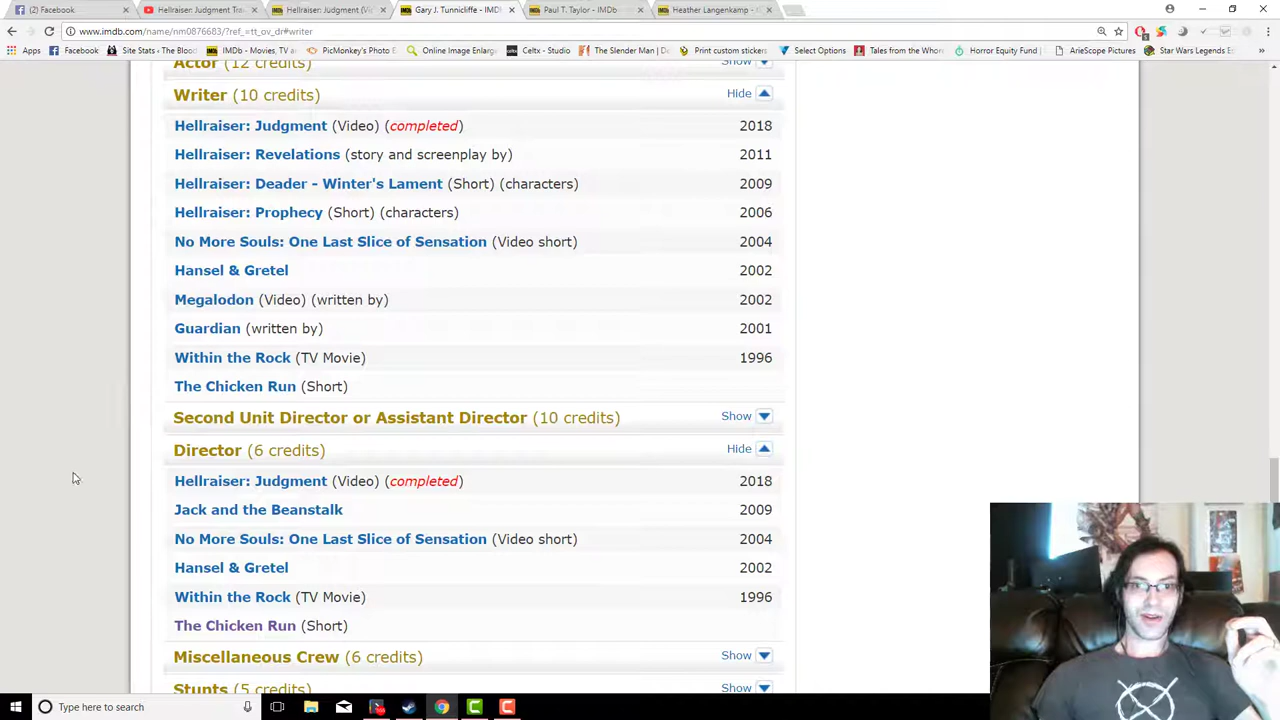 (2) Facebook
Hellraiser: Judgment Tra
Hellraiser: Judgment (Vi
Gary J. Tunnicliffe - IMDb
Paul T. Taylor - IMDb
Heather Langenkamp - I
www.imdb.com/name/nm0876683/?ref_=tt_ov_dr#writer
Apps
Facebook
Site Stats - The Blood
IMDb - Movies, TV a
PicMonkey's Photo E
Online Image Enlarg
Celtx - Studio
The Slender Man
Print custom stickers
Select Options
Tales from the Whor
Horror Equity Fund
ArieScope Pictures
Star Wars Legends E
Actor (12 credits) Show
Writer (10 credits) Hide
Hellraiser: Judgment (Video) (completed) 2018
Hellraiser: Revelations (story and screenplay by) 2011
Hellraiser: Deader - Winter's Lament (Short) (characters) 2009
Hellraiser: Prophecy (Short) (characters) 2006
No More Souls: One Last Slice of Sensation (Video short) 2004
Hansel & Gretel 2002
Megalodon (Video) (written by) 2002
Guardian (written by) 2001
Within the Rock (TV Movie) 1996
The Chicken Run (Short)
Second Unit Director or Assistant Director (10 credits) Show
Director (6 credits) Hide
Hellraiser: Judgment (Video) (completed) 2018
Jack and the Beanstalk 2009
No More Souls: One Last Slice of Sensation (Video short) 2004
Hansel & Gretel 2002
Within the Rock (TV Movie) 1996
The Chicken Run (Short)
Miscellaneous Crew (6 credits) Show
Stunts (5 credits) Show
Type here to search